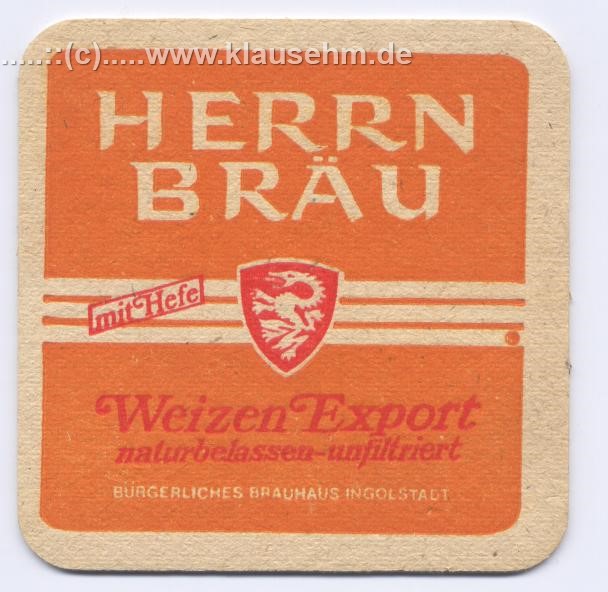 .....::(c).....www.klausehm.de
HERRN
BRÄU
mit Hefe
Weizen Export
naturbelassen-unfiltriert
BÜRGERLICHES BRAUHAUS INGOLSTADT